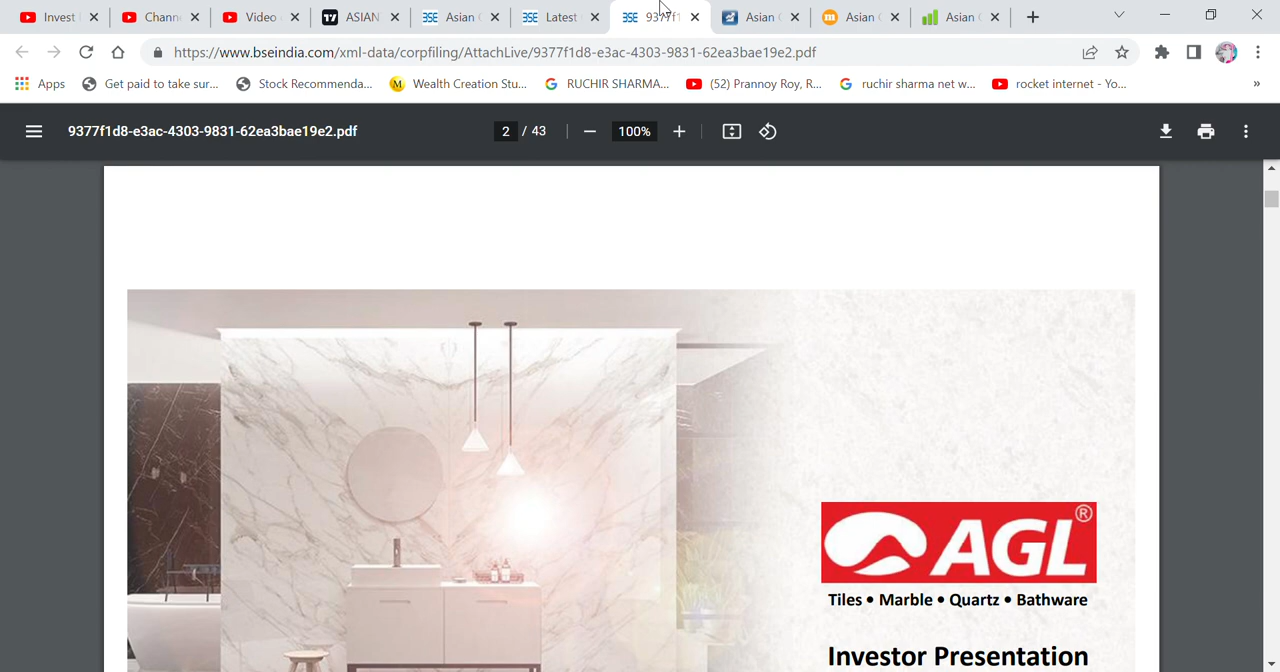 Invest
Chann
Video
ASIAN
Asian
Latest
9377f1
Asian
Asian
Asian
https://www.bseindia.com/xml-data/corpfiling/AttachLive/9377f1d8-e3ac-4303-9831-62ea3bae19e2.pdf
Apps Get paid to take sur... Stock Recommenda... M Wealth Creation Stu... RUCHIR SHARMA... (52) Prannoy Roy, R... ruchir sharma net w... rocket internet - Yo... »
9377f1d8-e3ac-4303-9831-62ea3bae19e2.pdf 2 / 43 100%
AGL®
Tiles • Marble • Quartz • Bathware
Investor Presentation